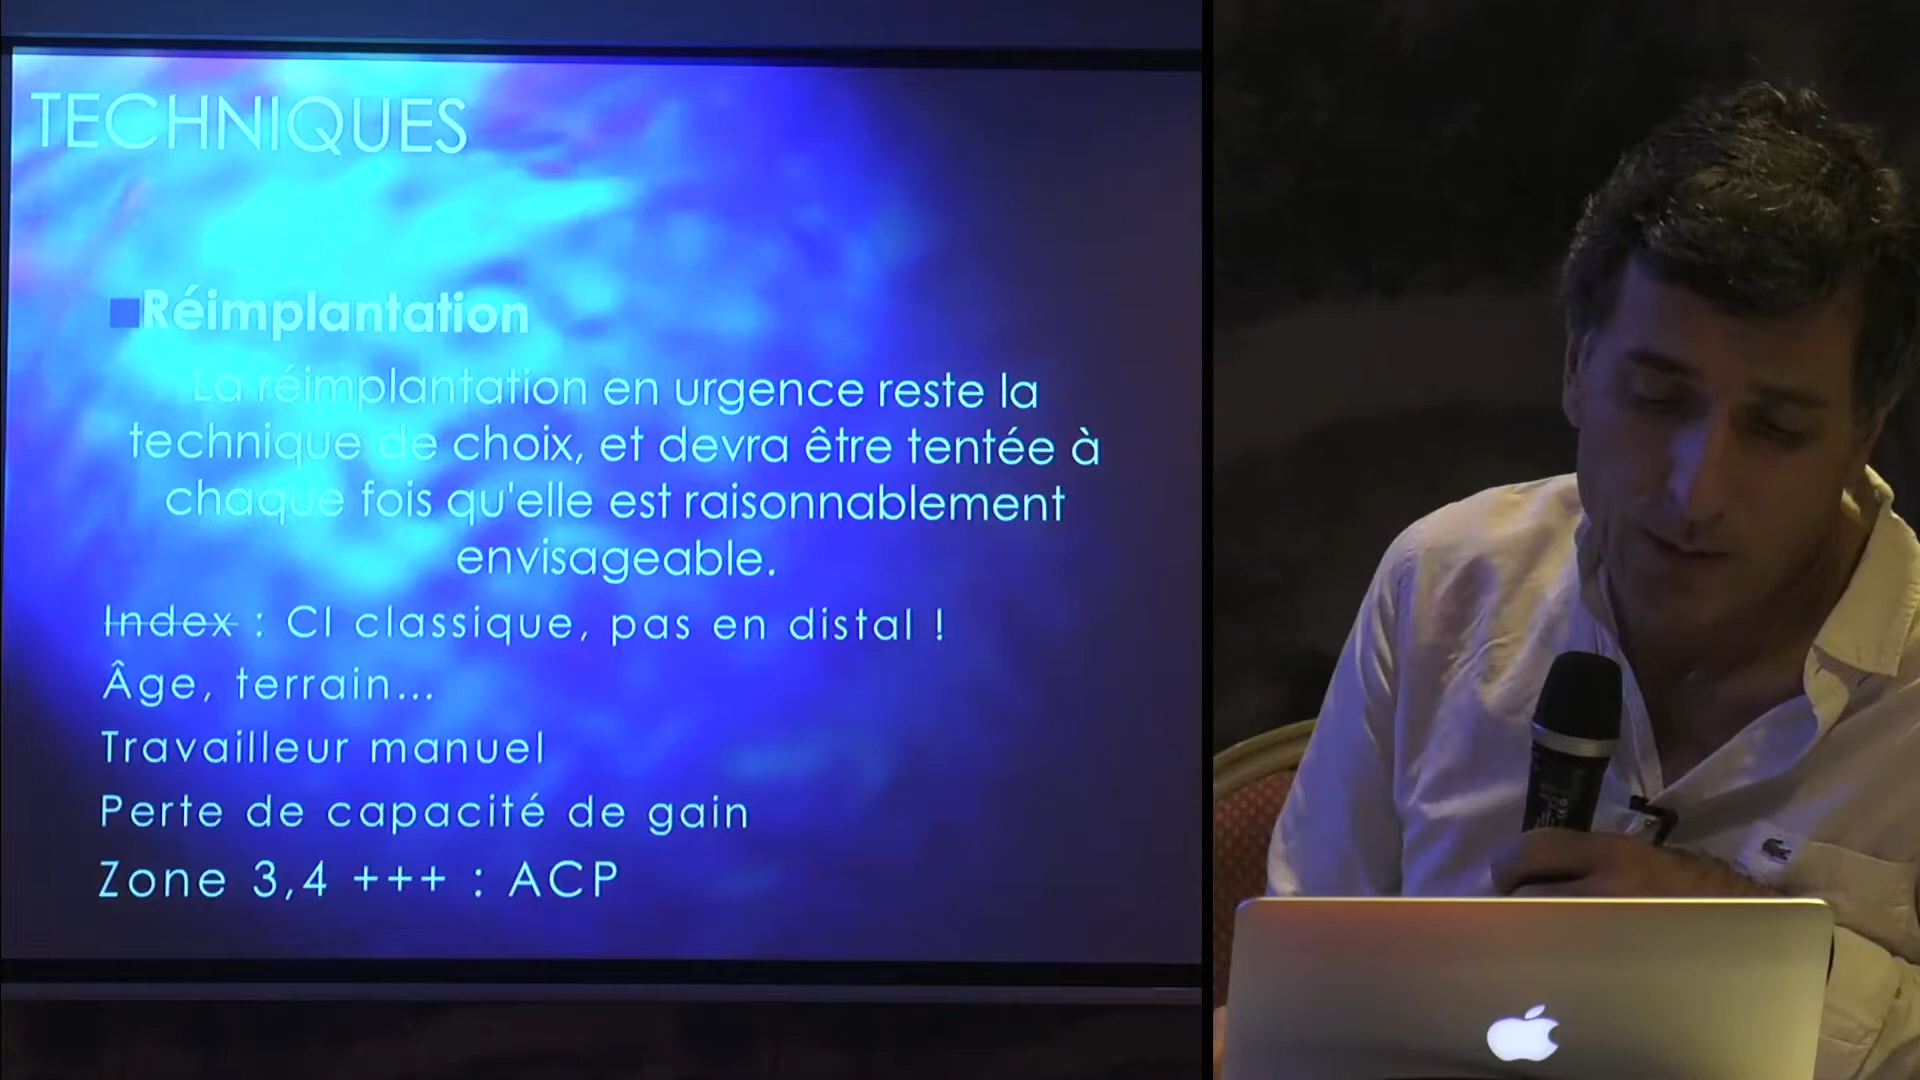 TECHNIQUES
Réimplantation
La réimplantation en urgence reste la
technique de choix, et devra être tentée à
chaque fois qu'elle est raisonnablement
envisageable.
Index : CI classique, pas en distal !
Âge, terrain...
Travailleur manuel
Perte de capacité de gain
Zone 3,4 +++ : ACP